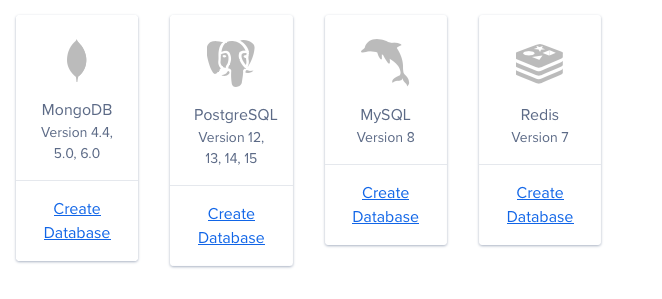 MongoDB
Version 4.4,
5.0, 6.0
Create
Database
PostgreSQL
Version 12,
13, 14, 15
Create
Database
MySQL
Version 8
Create
Database
Redis
Version 7
Create
Database